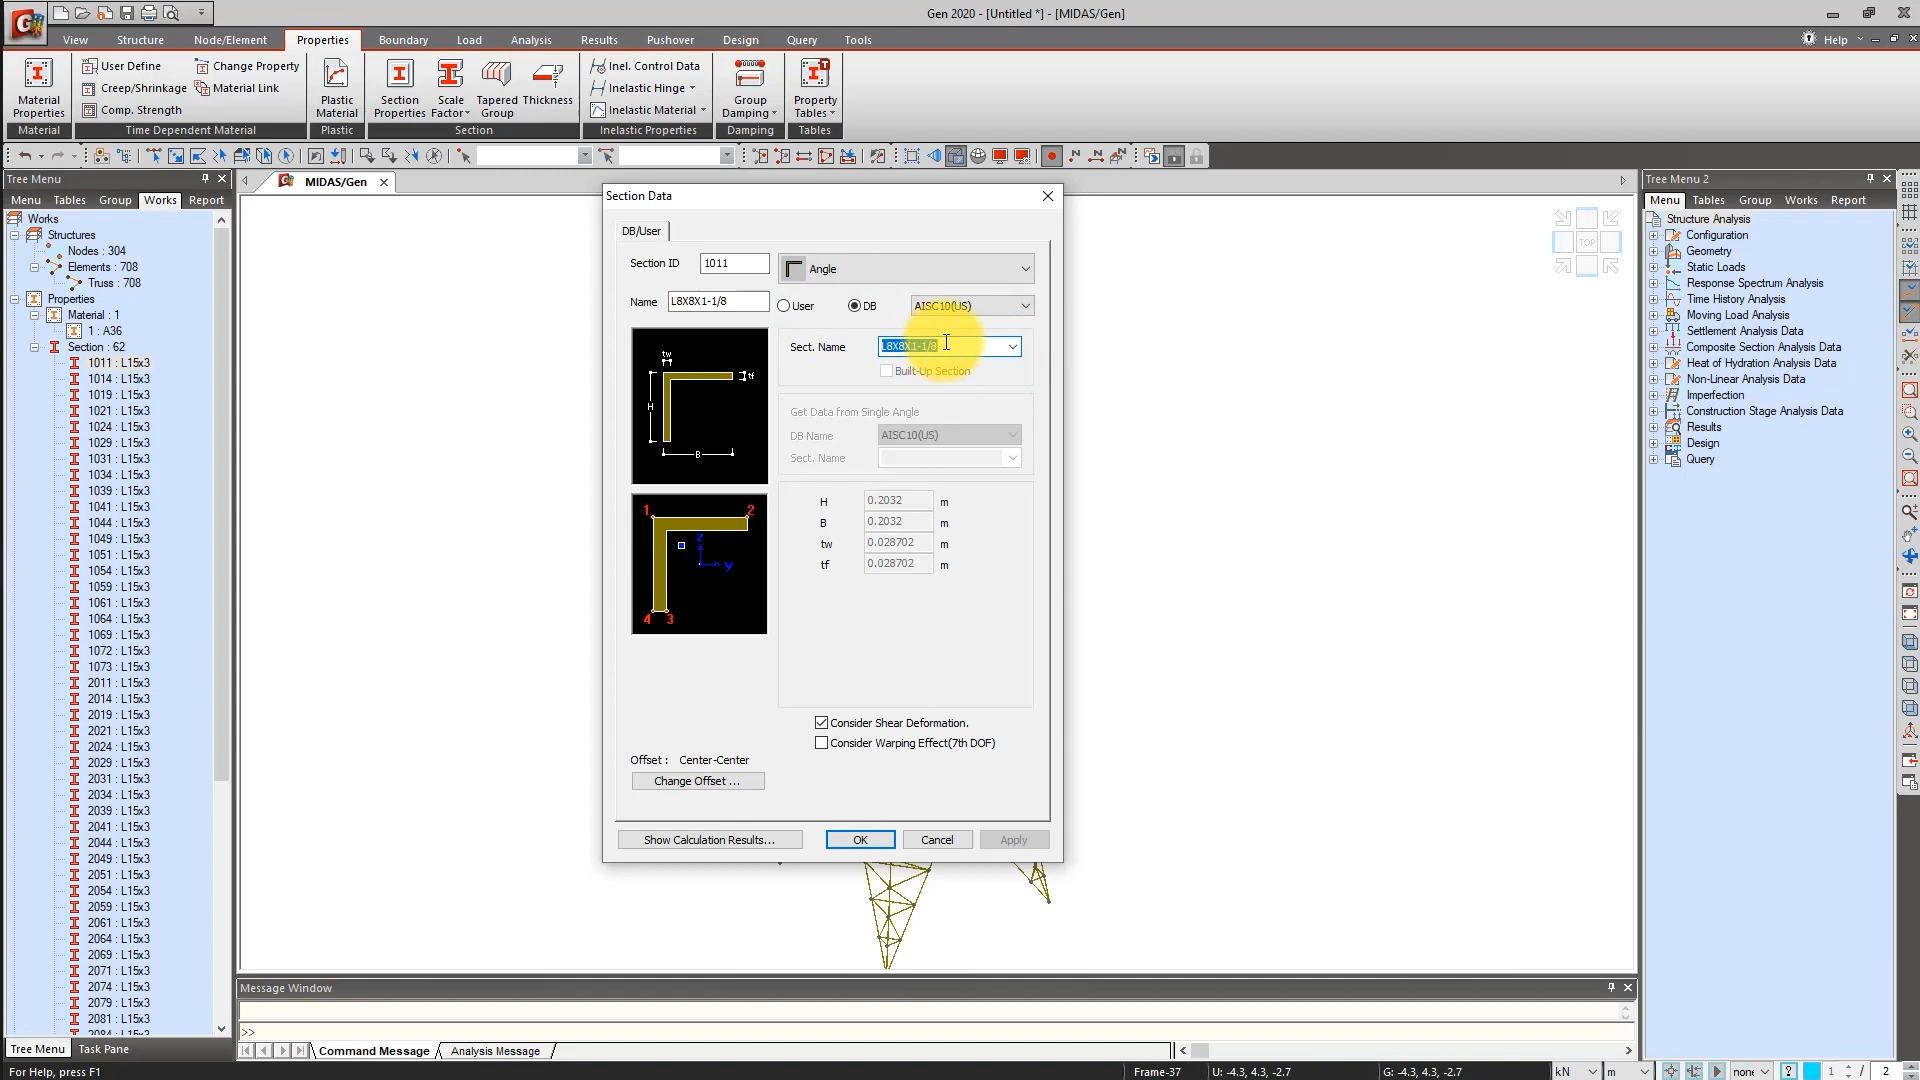 Gen 2020 - [Untitled *] - [MIDAS/Gen]
View Structure Node/Element Properties Boundary Load Analysis Results Pushover Design Query Tools Help
Material Properties
Material
User Define
Creep/Shrinkage
Comp. Strength
Change Property
Material Link
Time Dependent Material
Plastic Material
Plastic
Section Properties
Scale Factor
Tapered Group
Thickness
Section
Inel. Control Data
Inelastic Hinge
Inelastic Material
Inelastic Properties
Group Damping
Damping
Property Tables
Tables
Tree Menu
Menu Tables Group Works Report
Works
Structures
Nodes : 304
Elements : 708
Truss : 708
Properties
Material : 1
1 : A36
Section : 62
1011 : L15x3
1014 : L15x3
1019 : L15x3
1021 : L15x3
1024 : L15x3
1029 : L15x3
1031 : L15x3
1034 : L15x3
1039 : L15x3
1041 : L15x3
1044 : L15x3
1049 : L15x3
1051 : L15x3
1054 : L15x3
1059 : L15x3
1061 : L15x3
1064 : L15x3
1069 : L15x3
1072 : L15x3
1073 : L15x3
2011 : L15x3
2014 : L15x3
2019 : L15x3
2021 : L15x3
2024 : L15x3
2029 : L15x3
2031 : L15x3
2034 : L15x3
2039 : L15x3
2041 : L15x3
2044 : L15x3
2049 : L15x3
2051 : L15x3
2054 : L15x3
2059 : L15x3
2061 : L15x3
2064 : L15x3
2069 : L15x3
2071 : L15x3
2074 : L15x3
2079 : L15x3
2081 : L15x3
2084 : L15x3
Tree Menu Task Pane
MIDAS/Gen
TOP
Section Data
DB/User
Section ID 1011 Angle
Name L8X8X1-1/8 User DB AISC10(US)
Sect. Name L8X8X1-1/8
Built-Up Section
Get Data from Single Angle
DB Name AISC10(US)
Sect. Name
tw
tf
H
B
1 2
z
y
4 3
H 0.2032 m
B 0.2032 m
tw 0.028702 m
tf 0.028702 m
Consider Shear Deformation.
Consider Warping Effect(7th DOF)
Offset : Center-Center
Change Offset ...
Show Calculation Results... OK Cancel Apply
Message Window
>>
Command Message Analysis Message
Tree Menu 2
Menu Tables Group Works Report
Structure Analysis
Configuration
Geometry
Static Loads
Response Spectrum Analysis
Time History Analysis
Moving Load Analysis
Settlement Analysis Data
Composite Section Analysis Data
Heat of Hydration Analysis Data
Non-Linear Analysis Data
Imperfection
Construction Stage Analysis Data
Results
Design
Query
For Help, press F1 Frame-37 U: -4.3, 4.3, -2.7 G: -4.3, 4.3, -2.7 kN m none ? 1 / 2